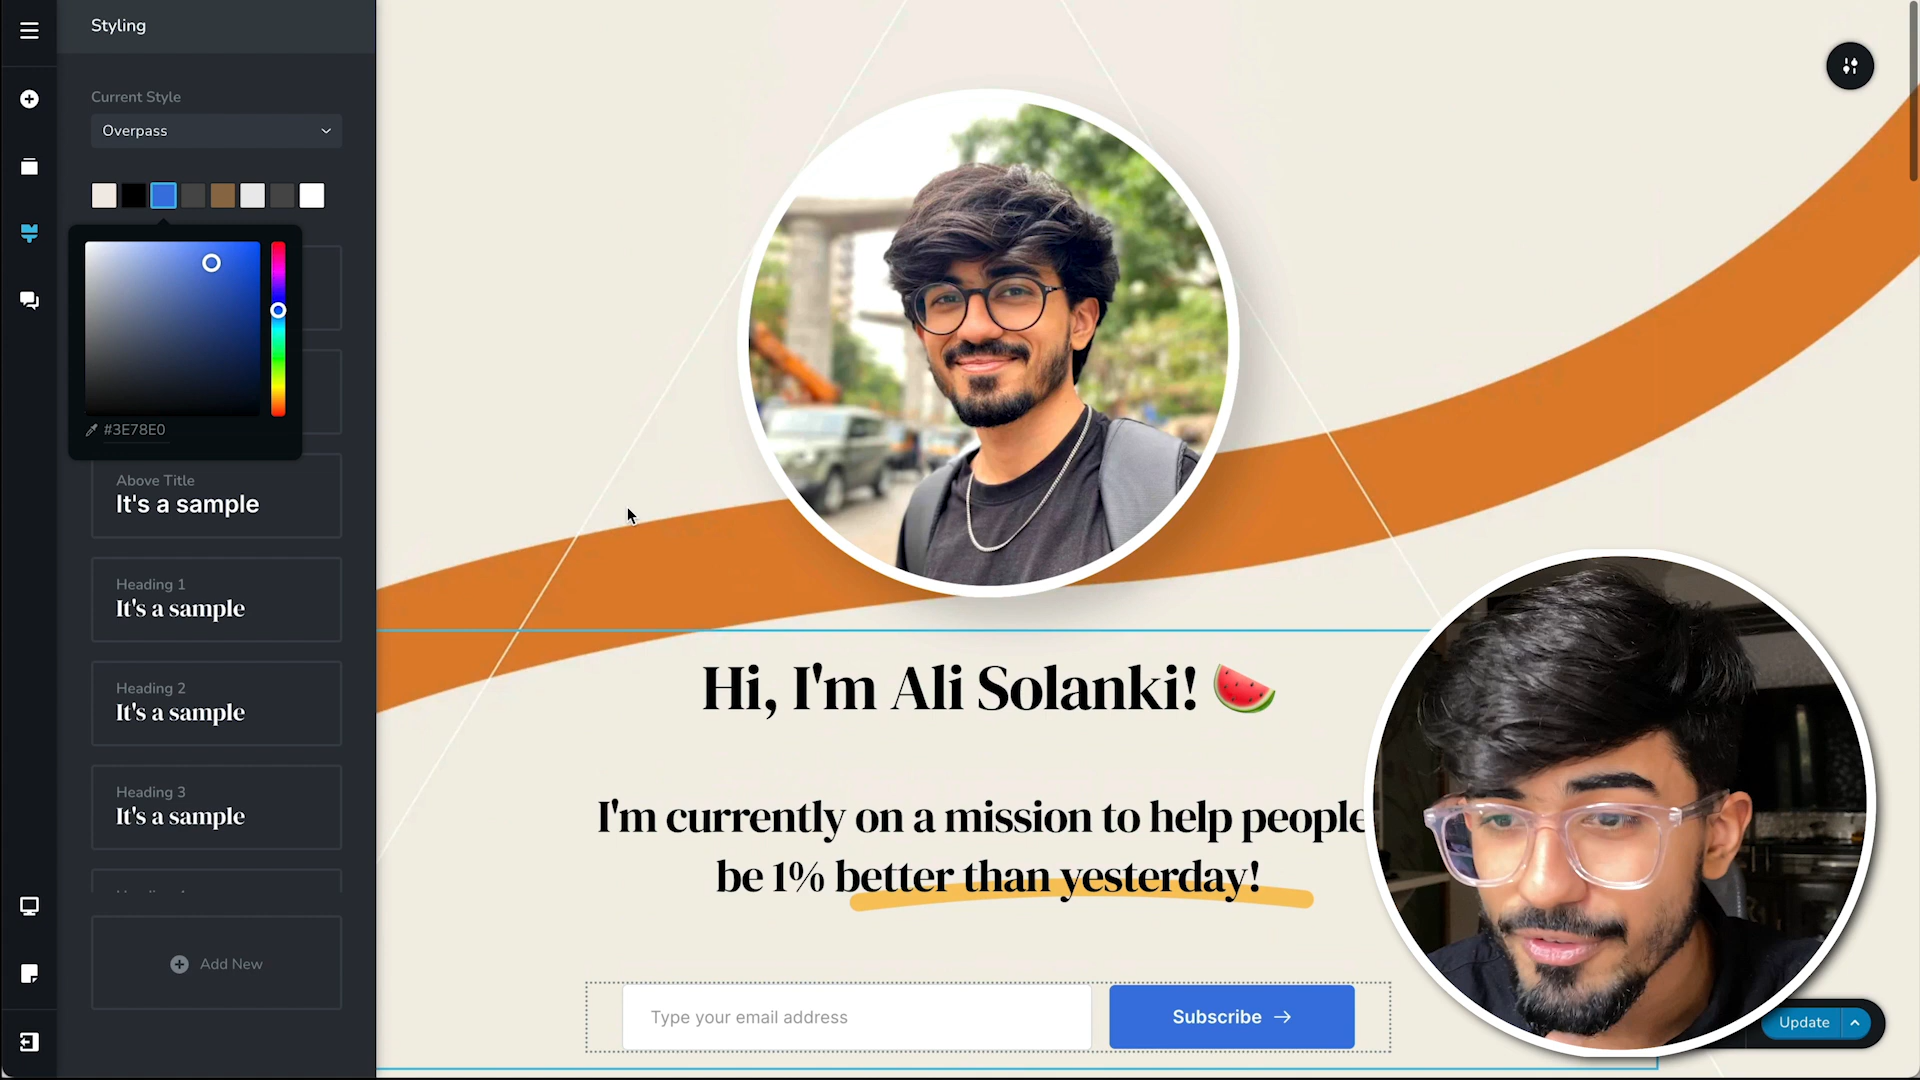 Styling
Current Style
Overpass
#3E78E0
Above Title
It's a sample
Heading 1
It's a sample
Heading 2
It's a sample
Heading 3
It's a sample
Add New
Hi, I'm Ali Solanki! 🍉
I'm currently on a mission to help people
be 1% better than yesterday!
Type your email address
Subscribe →
Update